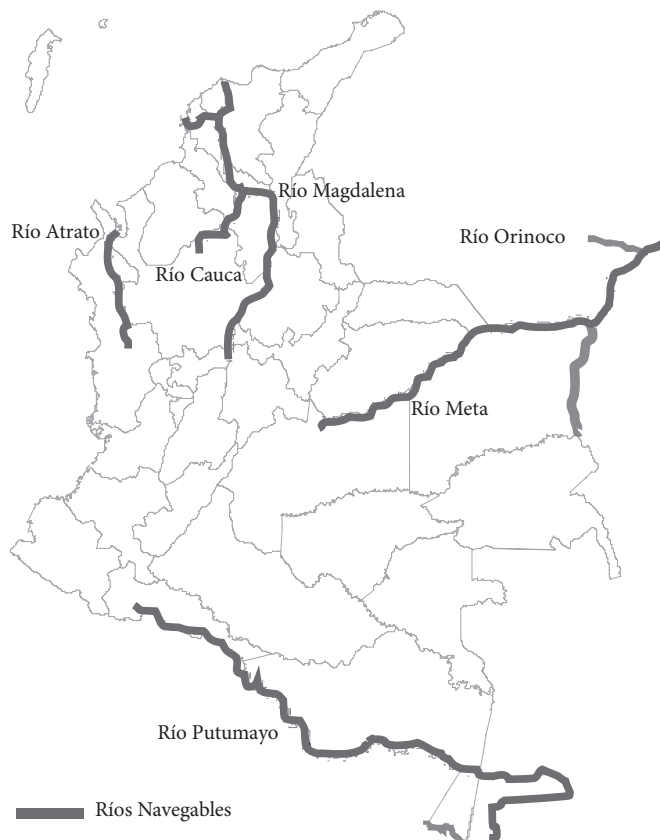 Río Magdalena
Río Atrato
Río Orinoco
Río Cauca
Río Meta
Río Putumayo
Ríos Navegables